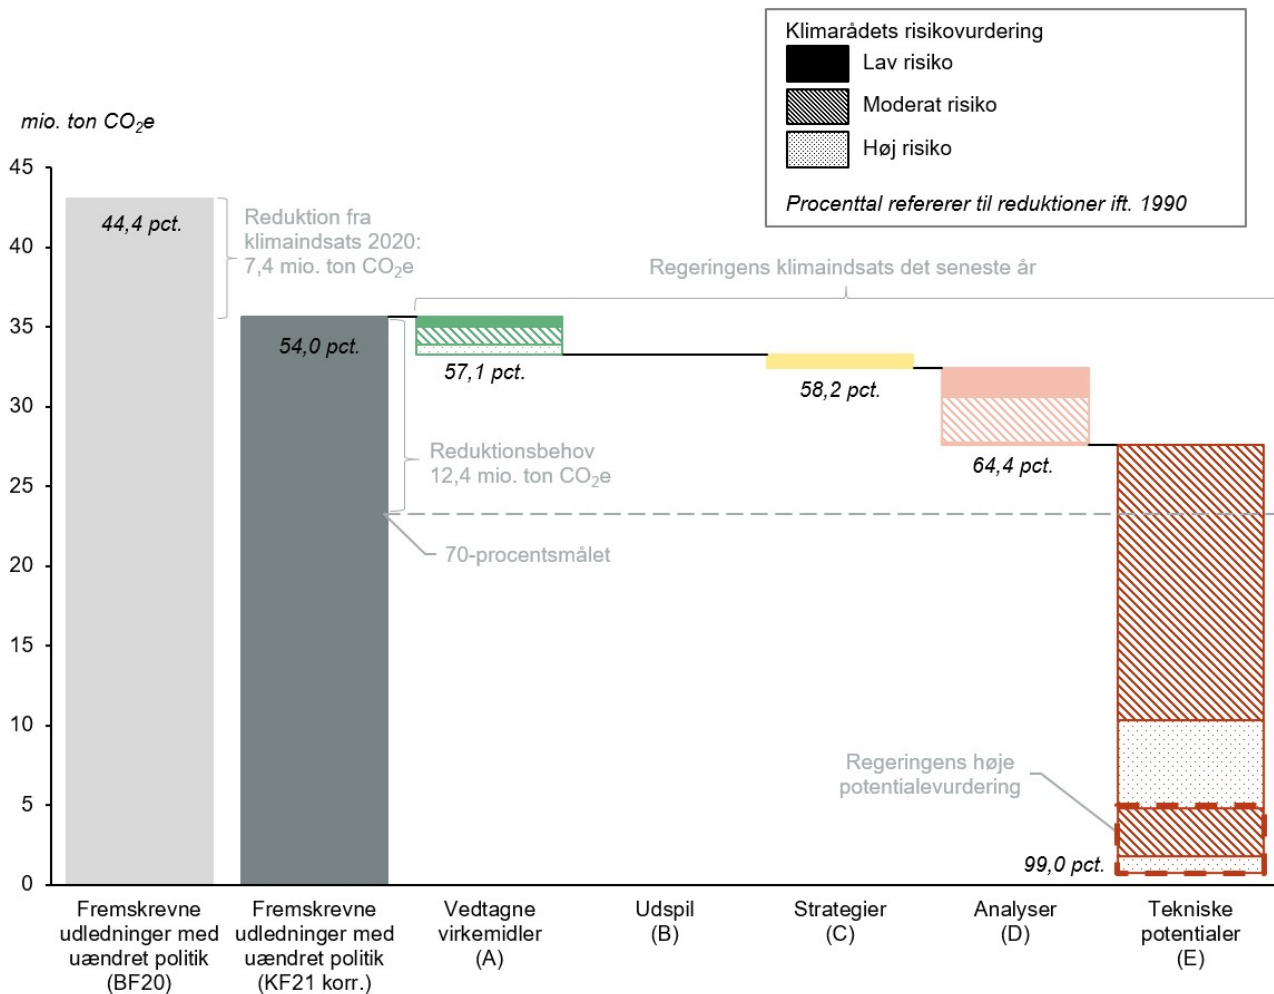 Klimarådets risikovurdering
Lav risiko
Moderat risiko
Høj risiko
Procenttal refererer til reduktioner ift. 1990
mio. ton CO₂e
45
40
35
30
25
20
15
10
5
0
44,4 pct.
Reduktion fra
klimaindsats 2020:
7,4 mio. ton CO₂e
Regeringens klimaindsats det seneste år
54,0 pct.
57,1 pct.
58,2 pct.
64,4 pct.
Reduktionsbehov
12,4 mio. ton CO₂e
70-procentsmålet
Regeringens høje
potentialevurdering
99,0 pct.
Fremskrevne
udledninger med
uændret politik
(BF20)
Fremskrevne
udledninger med
uændret politik
(KF21 korr.)
Vedtagne
virkemidler
(A)
Udspil
(B)
Strategier
(C)
Analyser
(D)
Tekniske
potentialer
(E)